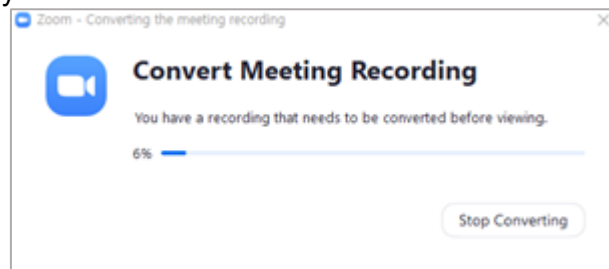 y
Zoom - Converting the meeting recording
Convert Meeting Recording
You have a recording that needs to be converted before viewing.
6%
Stop Converting